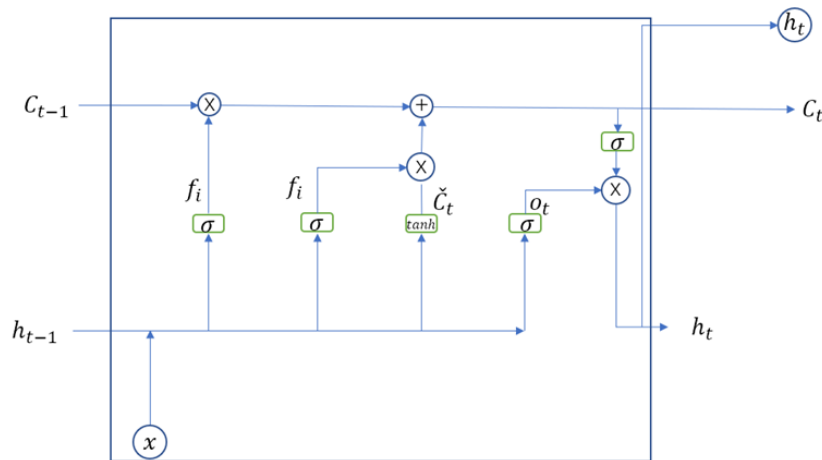 h_t
C_{t−1}
X
+
C_t
σ
f_i
f_i
X
X
Č_t
o_t
σ
σ
tanh
σ
h_{t−1}
h_t
x